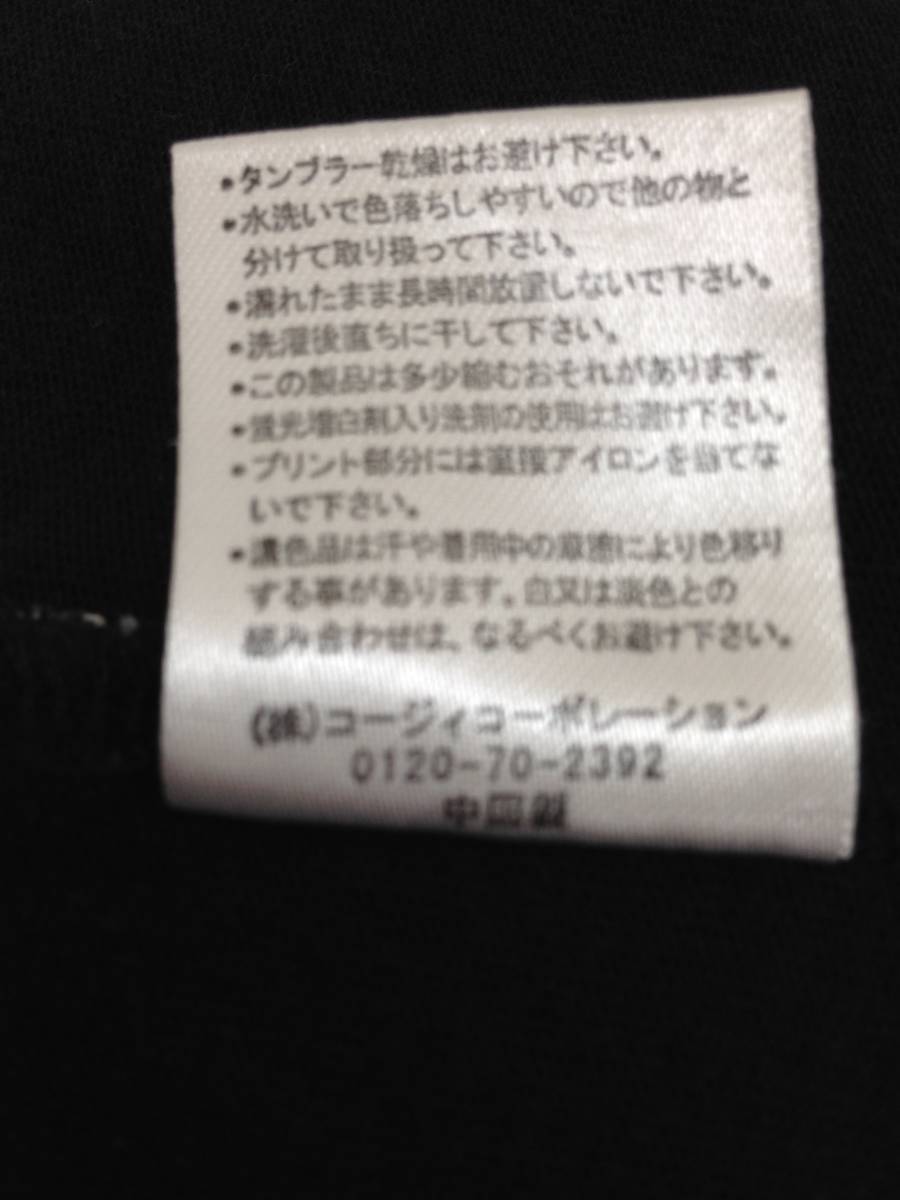 •タンブラー乾燥はお避け下さい。
•水洗いで色落ちしやすいので他の物と
分けて取り扱って下さい。
•濡れたまま長時間放置しないで下さい。
•洗濯後直ちに干して下さい。
•この製品は多少縮むおそれがあります。
•蛍光増白剤入り洗剤の使用はお避け下さい。
•プリント部分には直接アイロンを当てな
いで下さい。
•濃色品は汗や着用中の摩擦により色移り
する事があります。白又は淡色との
組み合わせは、なるべくお避け下さい。
(株)コージィコーポレーション
0120-70-2392
中国製